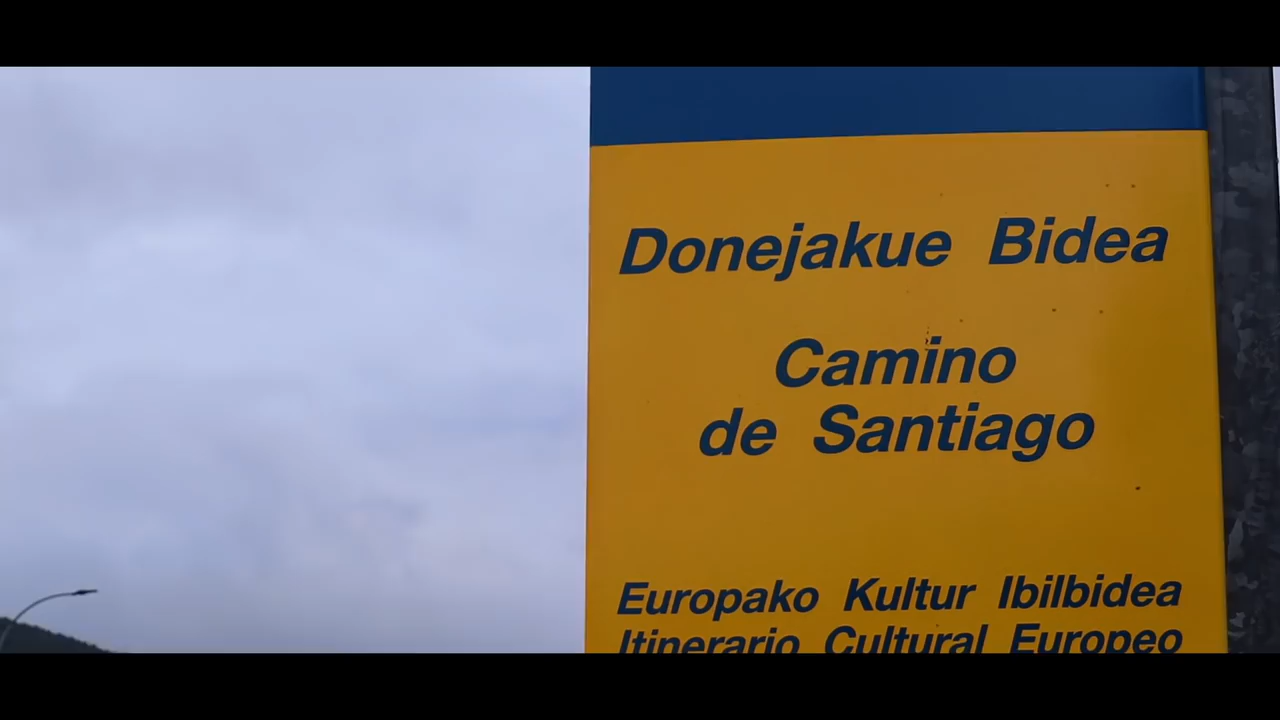 Donejakue Bidea
Camino
de Santiago
Europako Kultur Ibilbidea
Itinerario Cultural Europeo